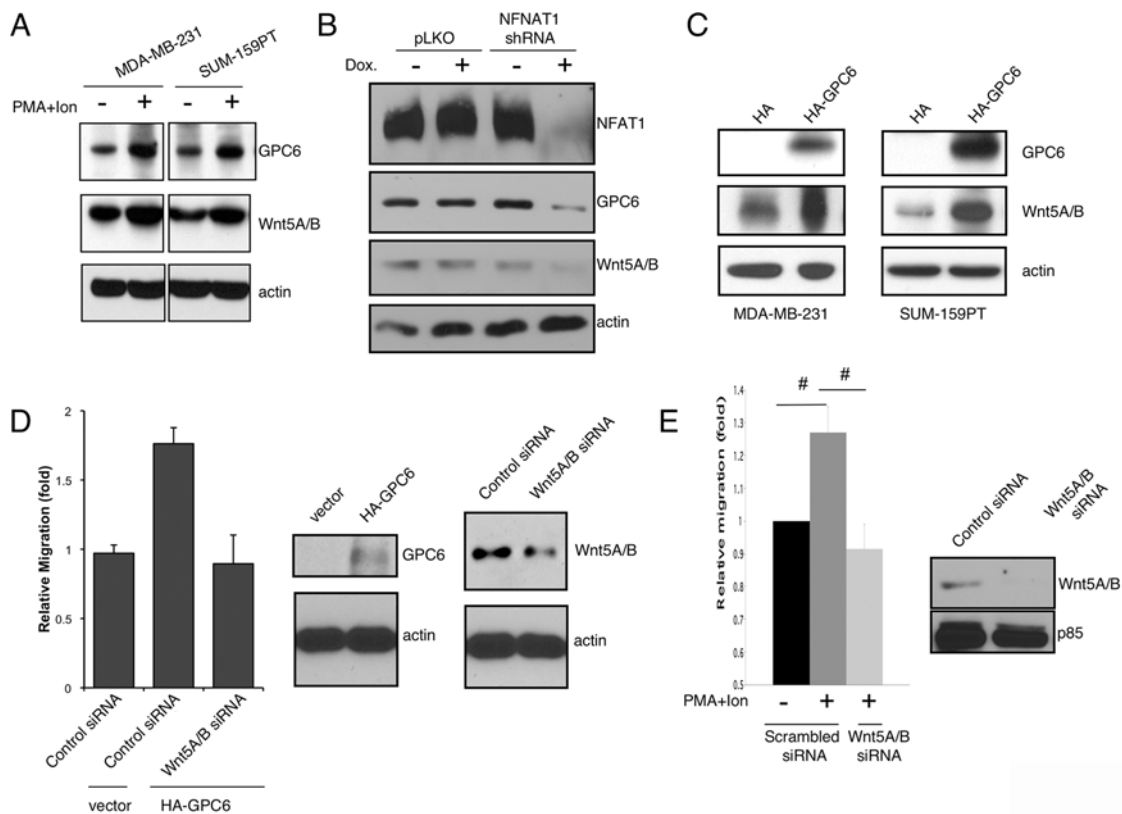 A
MDA-MB-231
SUM-159PT
PMA+Ion - + - +
GPC6
Wnt5A/B
actin
B
pLKO
NFNAT1
shRNA
Dox. - + - +
NFAT1
GPC6
Wnt5A/B
actin
C
HA
HA-GPC6
HA
HA-GPC6
GPC6
Wnt5A/B
actin
MDA-MB-231
SUM-159PT
D
Relative Migration (fold)
2
1.5
1
0.5
0
Control siRNA
Control siRNA
Wnt5A/B siRNA
vector
HA-GPC6
vector
HA-GPC6
GPC6
actin
Control siRNA
Wnt5A/B siRNA
Wnt5A/B
actin
E
# #
Relative migration (fold)
1.4
1.3
1.2
1.1
1
0.9
0.8
0.7
0.6
0.5
PMA+Ion - + +
Scrambled
siRNA
Wnt5A/B
siRNA
Control siRNA
Wnt5A/B
siRNA
Wnt5A/B
p85